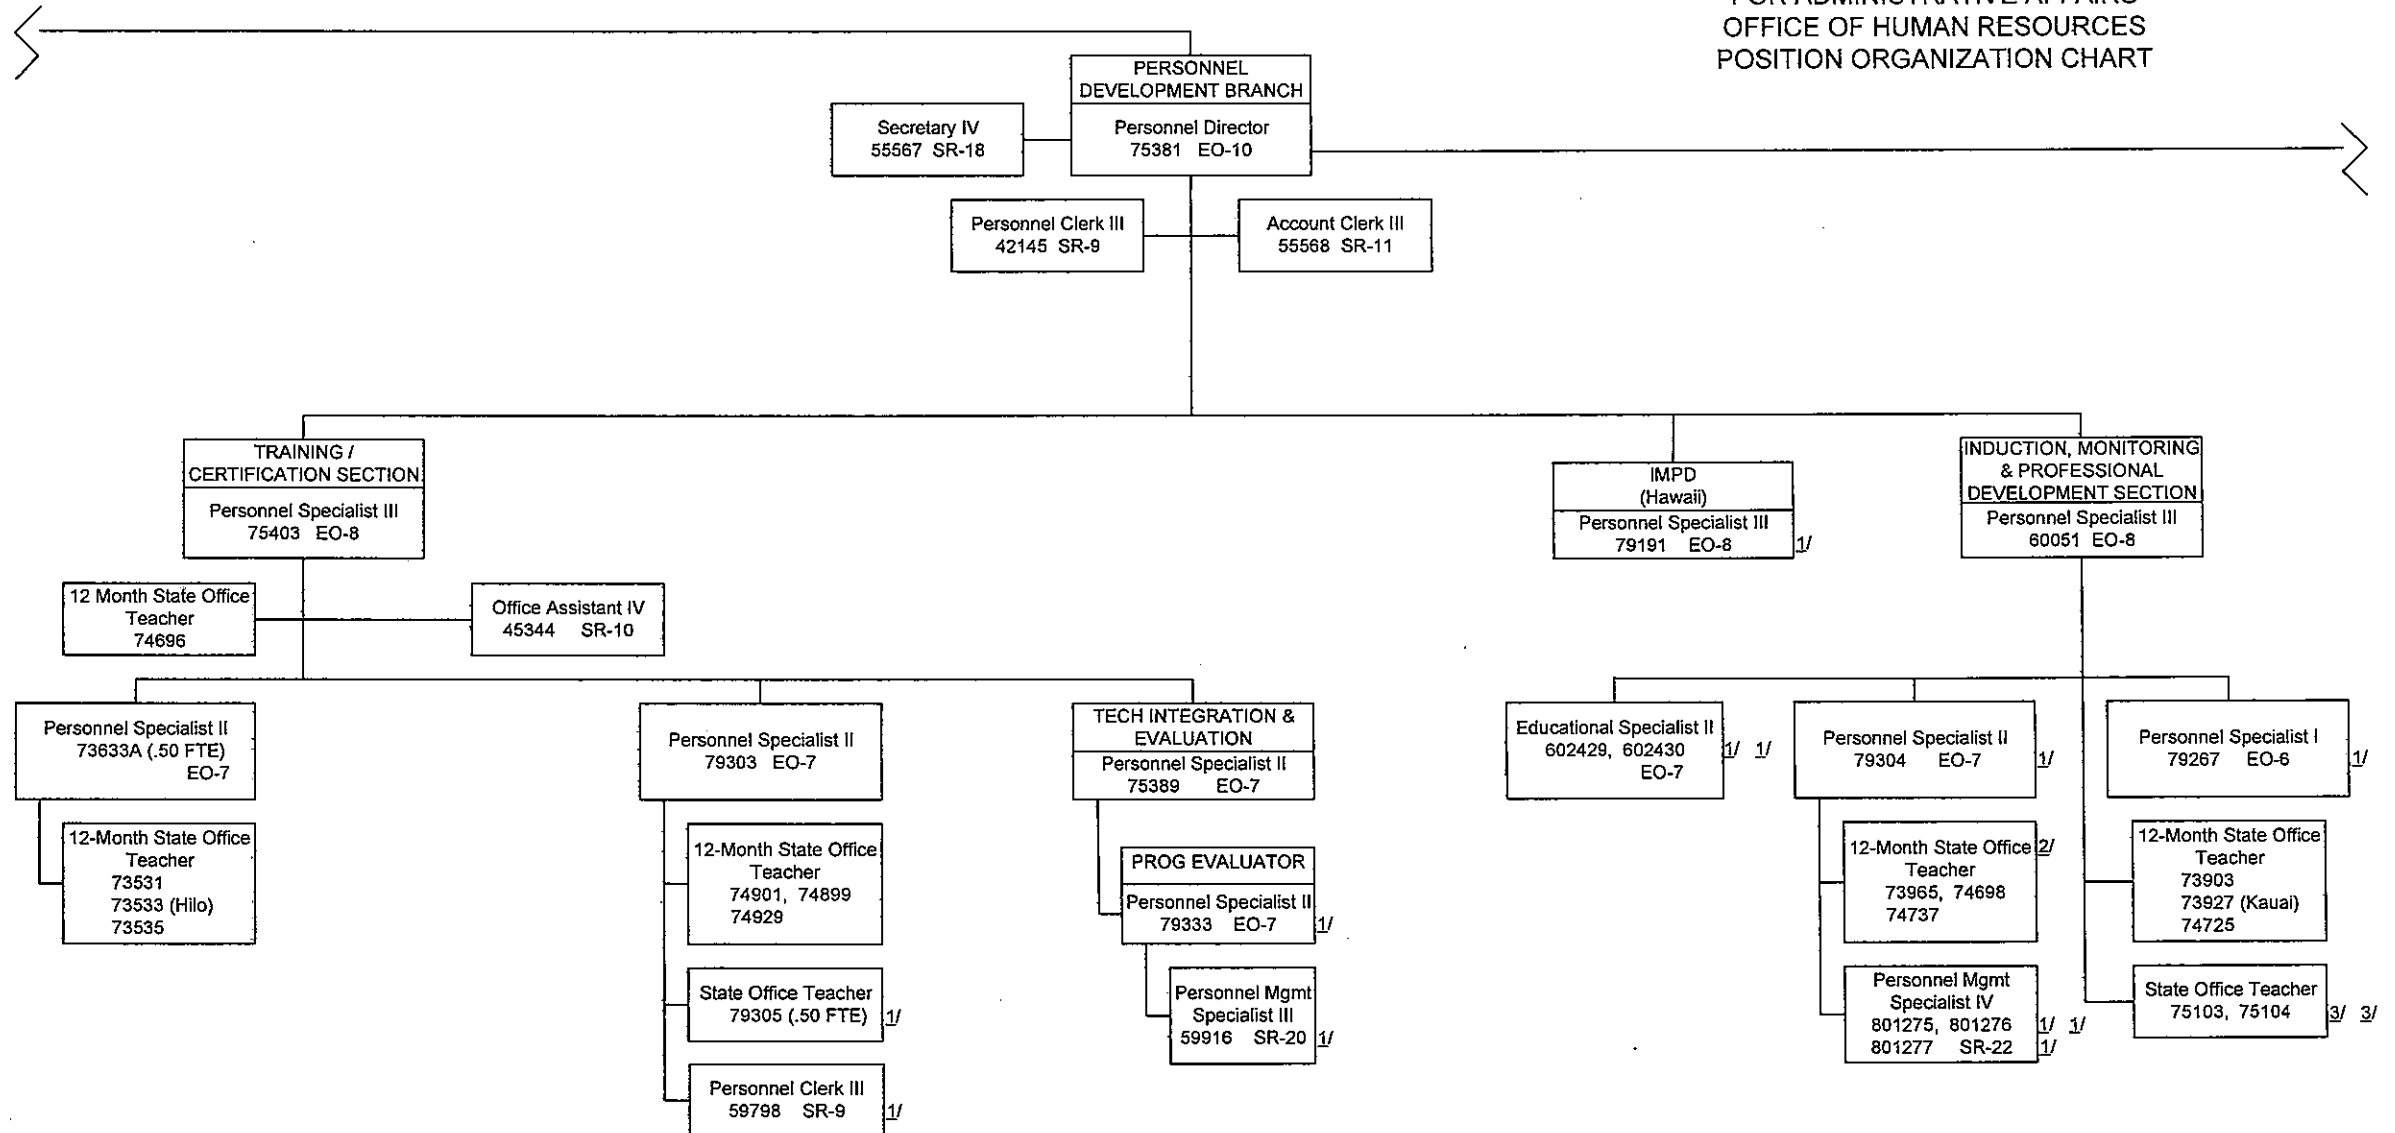 FOR ADMINISTRATIVE AFFAIRS
OFFICE OF HUMAN RESOURCES
POSITION ORGANIZATION CHART
PERSONNEL
DEVELOPMENT BRANCH
Personnel Director
75381 EO-10
Secretary IV
55567 SR-18
Personnel Clerk III
42145 SR-9
Account Clerk III
55568 SR-11
TRAINING /
CERTIFICATION SECTION
Personnel Specialist III
75403 EO-8
IMPD
(Hawaii)
Personnel Specialist III
79191 EO-8 1/
INDUCTION, MONITORING
& PROFESSIONAL
DEVELOPMENT SECTION
Personnel Specialist III
60051 EO-8
12 Month State Office
Teacher
74696
Office Assistant IV
45344 SR-10
Personnel Specialist II
73633A (.50 FTE)
EO-7
12-Month State Office
Teacher
73531
73533 (Hilo)
73535
Personnel Specialist II
79303 EO-7
12-Month State Office
Teacher
74901, 74899
74929
State Office Teacher
79305 (.50 FTE) 1/
Personnel Clerk III
59798 SR-9 1/
TECH INTEGRATION &
EVALUATION
Personnel Specialist II
75389 EO-7
PROG EVALUATOR
Personnel Specialist II
79333 EO-7 1/
Personnel Mgmt
Specialist III
59916 SR-20 1/
Educational Specialist II
602429, 602430 1/ 1/
EO-7
Personnel Specialist II
79304 EO-7 1/
12-Month State Office 2/
Teacher
73965, 74698
74737
Personnel Mgmt
Specialist IV
801275, 801276 1/ 1/
801277 SR-22 1/
Personnel Specialist I
79267 EO-6 1/
12-Month State Office
Teacher
73903
73927 (Kauai)
74725
State Office Teacher
75103, 75104 3/ 3/